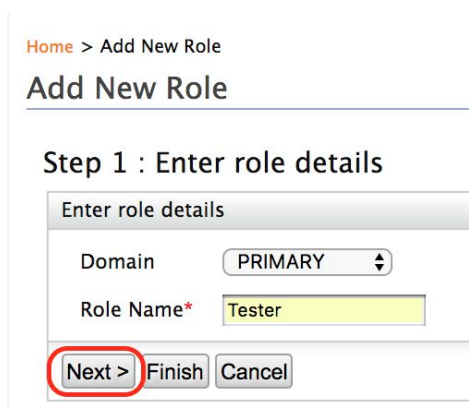 Home > Add New Role
Add New Role
Step 1 : Enter role details
Enter role details
Domain PRIMARY
Role Name* Tester
Next > Finish Cancel